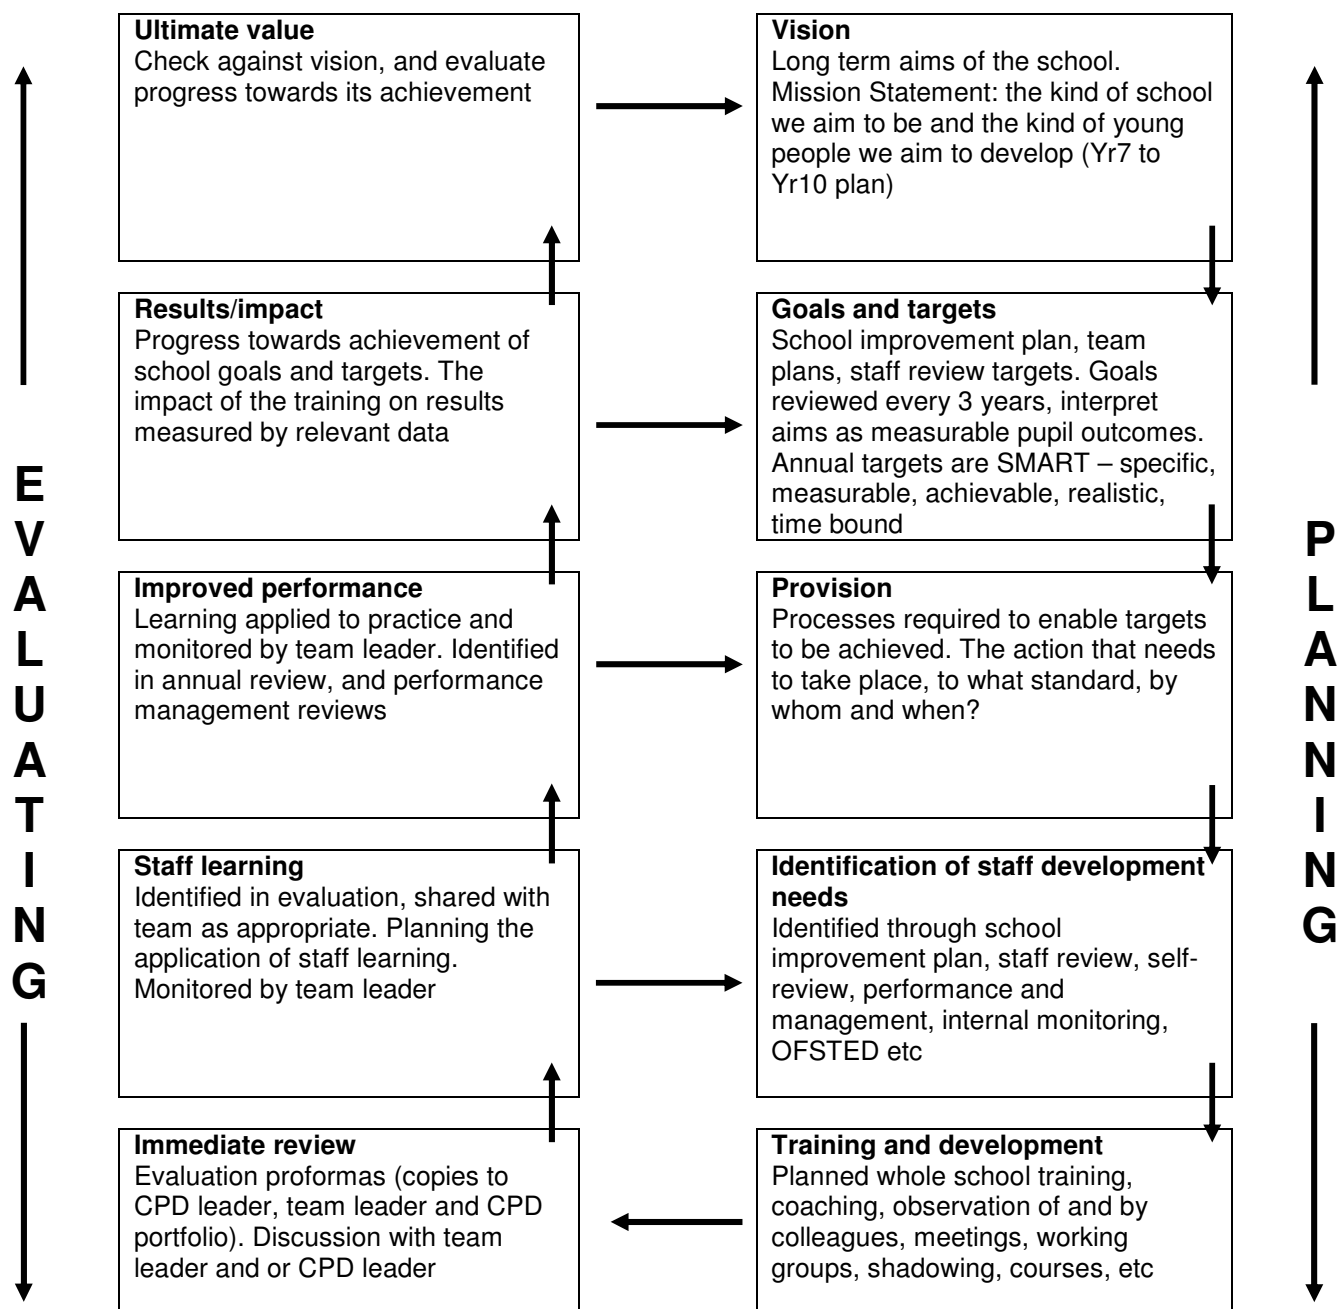 EVALUATING
Ultimate value
Check against vision, and evaluate
progress towards its achievement
Vision
Long term aims of the school.
Mission Statement: the kind of school
we aim to be and the kind of young
people we aim to develop (Yr7 to
Yr10 plan)
Results/impact
Progress towards achievement of
school goals and targets. The
impact of the training on results
measured by relevant data
Goals and targets
School improvement plan, team
plans, staff review targets. Goals
reviewed every 3 years, interpret
aims as measurable pupil outcomes.
Annual targets are SMART – specific,
measurable, achievable, realistic,
time bound
Improved performance
Learning applied to practice and
monitored by team leader. Identified
in annual review, and performance
management reviews
Provision
Processes required to enable targets
to be achieved. The action that needs
to take place, to what standard, by
whom and when?
Staff learning
Identified in evaluation, shared with
team as appropriate. Planning the
application of staff learning.
Monitored by team leader
Identification of staff development
needs
Identified through school
improvement plan, staff review, self-
review, performance and
management, internal monitoring,
OFSTED etc
Immediate review
Evaluation proformas (copies to
CPD leader, team leader and CPD
portfolio). Discussion with team
leader and or CPD leader
Training and development
Planned whole school training,
coaching, observation of and by
colleagues, meetings, working
groups, shadowing, courses, etc
PLANNING